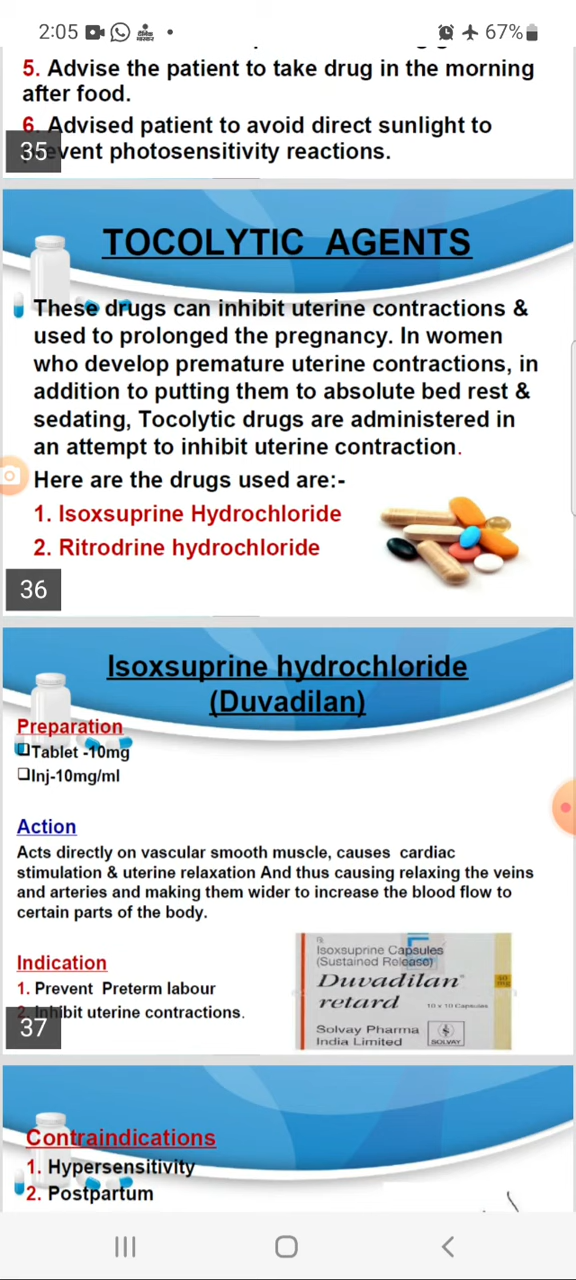 2:05
67%
5. Advise the patient to take drug in the morning
after food.
6. Advised patient to avoid direct sunlight to
vent photosensitivity reactions.
35
TOCOLYTIC AGENTS
These drugs can inhibit uterine contractions &
used to prolonged the pregnancy. In women
who develop premature uterine contractions, in
addition to putting them to absolute bed rest &
sedating, Tocolytic drugs are administered in
an attempt to inhibit uterine contraction.
Here are the drugs used are:-
1. Isoxsuprine Hydrochloride
2. Ritrodrine hydrochloride
36
Isoxsuprine hydrochloride
(Duvadilan)
Preparation
Tablet -10mg
Inj-10mg/ml
Action
Acts directly on vascular smooth muscle, causes cardiac
stimulation & uterine relaxation And thus causing relaxing the veins
and arteries and making them wider to increase the blood flow to
certain parts of the body.
Indication
1. Prevent Preterm labour
2. Inhibit uterine contractions.
37
Isoxsuprine Capsules
(Sustained Release)
Duvadilan
retard
10 x 10 Capsules
Solvay Pharma
India Limited
SOLVAY
Contraindications
1. Hypersensitivity
2. Postpartum